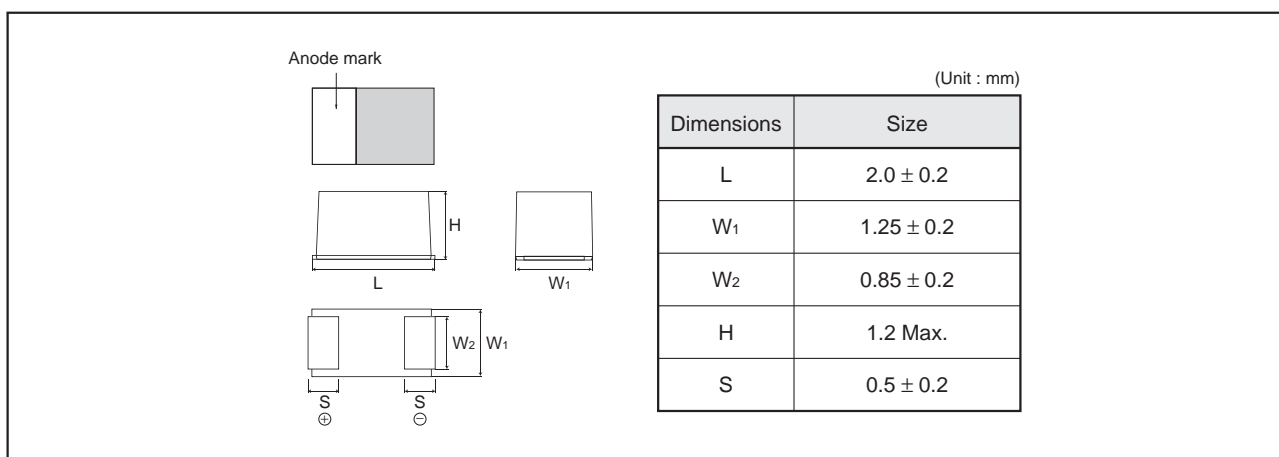 Anode mark
H
L
W1
W2 W1
S S
⊕ ⊖
(Unit : mm)
Dimensions Size
L 2.0 ± 0.2
W1 1.25 ± 0.2
W2 0.85 ± 0.2
H 1.2 Max.
S 0.5 ± 0.2